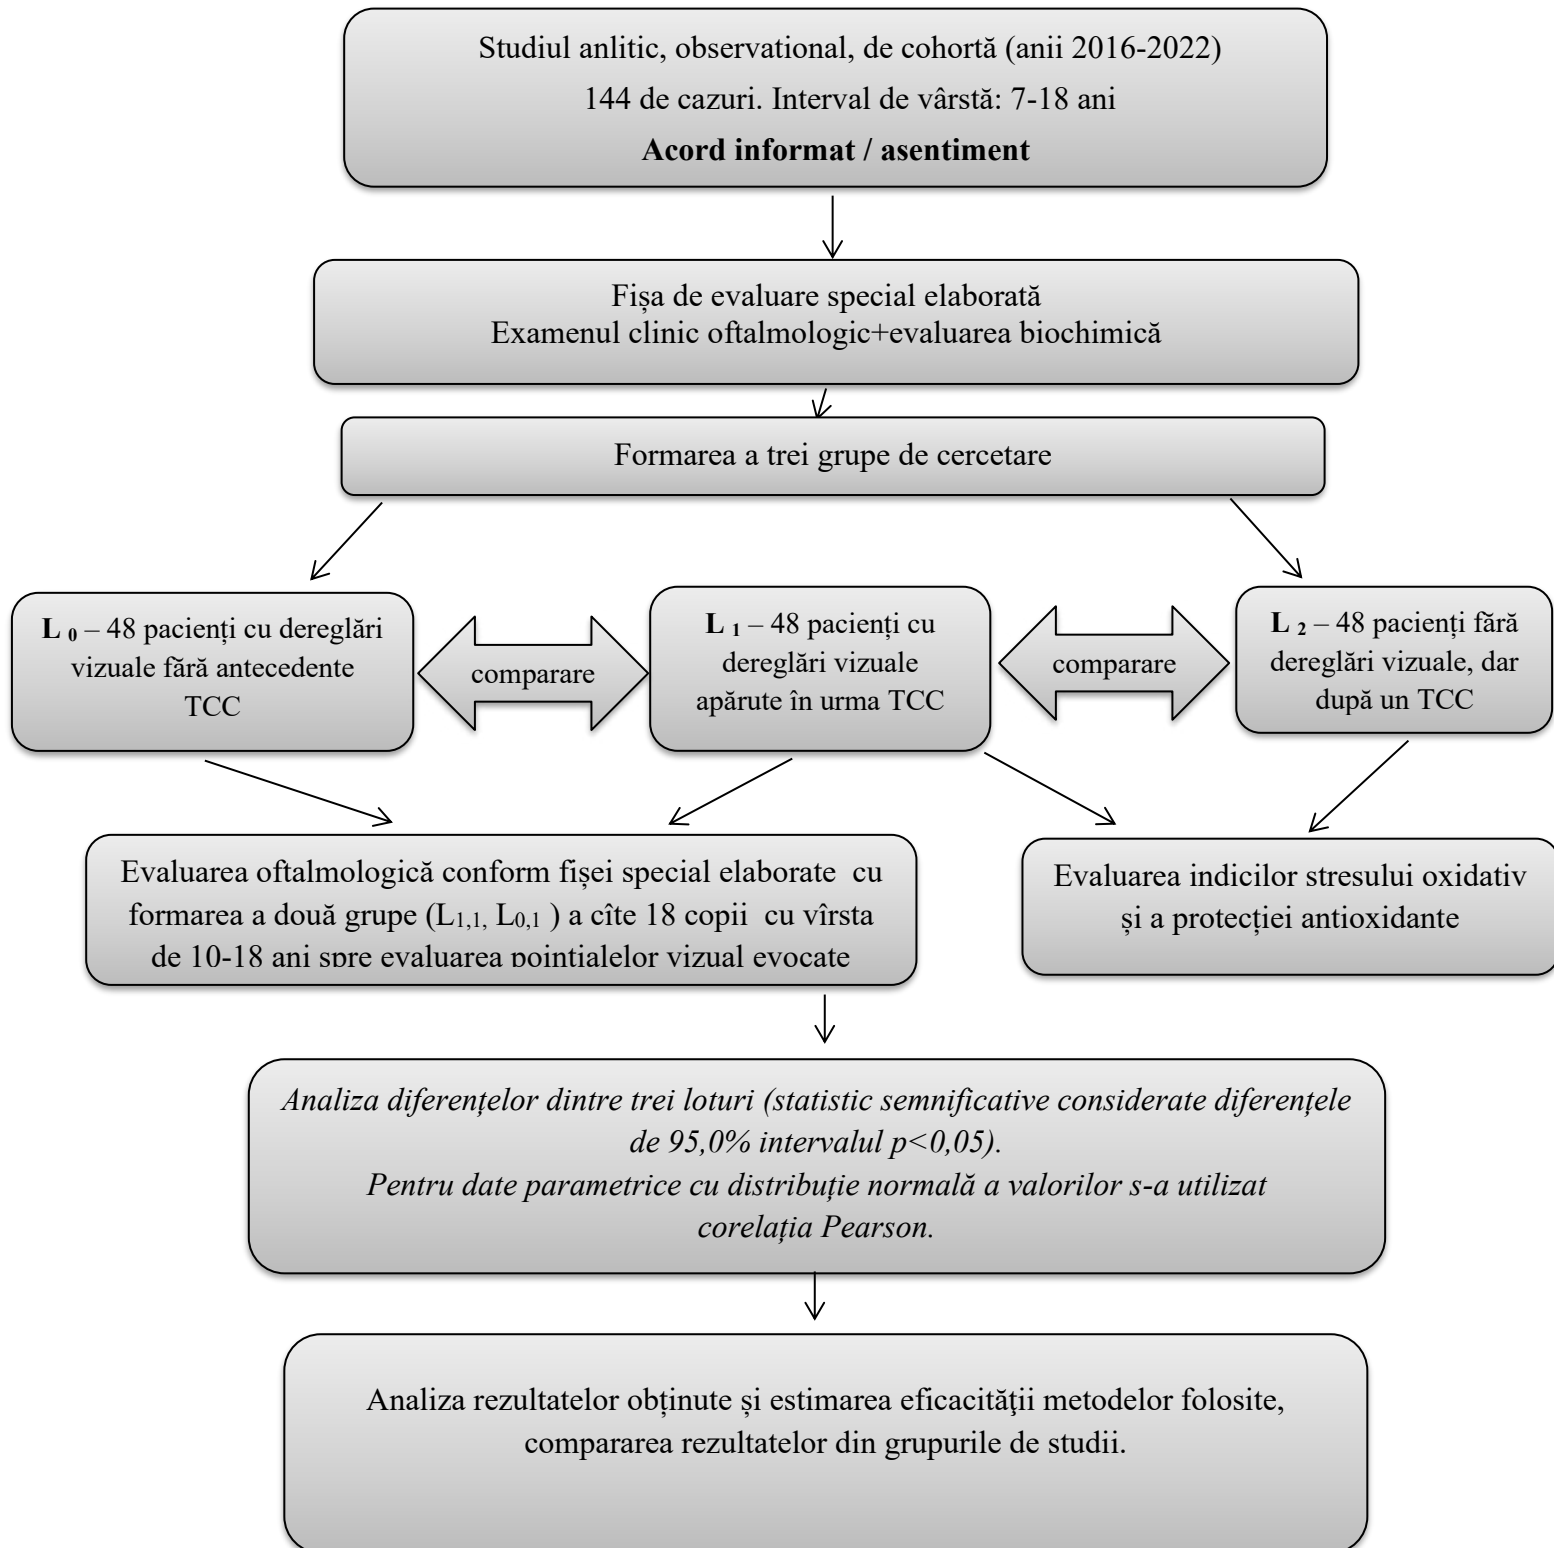 Studiul anlitic, observational, de cohortă (anii 2016-2022)
144 de cazuri. Interval de vârstă: 7-18 ani
Acord informat / asentiment
Fișa de evaluare special elaborată
Examenul clinic oftalmologic+evaluarea biochimică
Formarea a trei grupe de cercetare
L 0 – 48 pacienți cu dereglări
vizuale fără antecedente
TCC
comparare
L 1 – 48 pacienți cu
dereglări vizuale
apărute în urma TCC
comparare
L 2 – 48 pacienți fără
dereglări vizuale, dar
după un TCC
Evaluarea oftalmologică conform fișei special elaborate cu
formarea a două grupe (L1,1, L0,1 ) a cîte 18 copii cu vîrsta
de 10-18 ani spre evaluarea pointialelor vizual evocate
Evaluarea indicilor stresului oxidativ
și a protecției antioxidante
Analiza diferențelor dintre trei loturi (statistic semnificative considerate diferențele
de 95,0% intervalul p<0,05).
Pentru date parametrice cu distribuție normală a valorilor s-a utilizat
corelația Pearson.
Analiza rezultatelor obținute și estimarea eficacităţii metodelor folosite,
compararea rezultatelor din grupurile de studii.